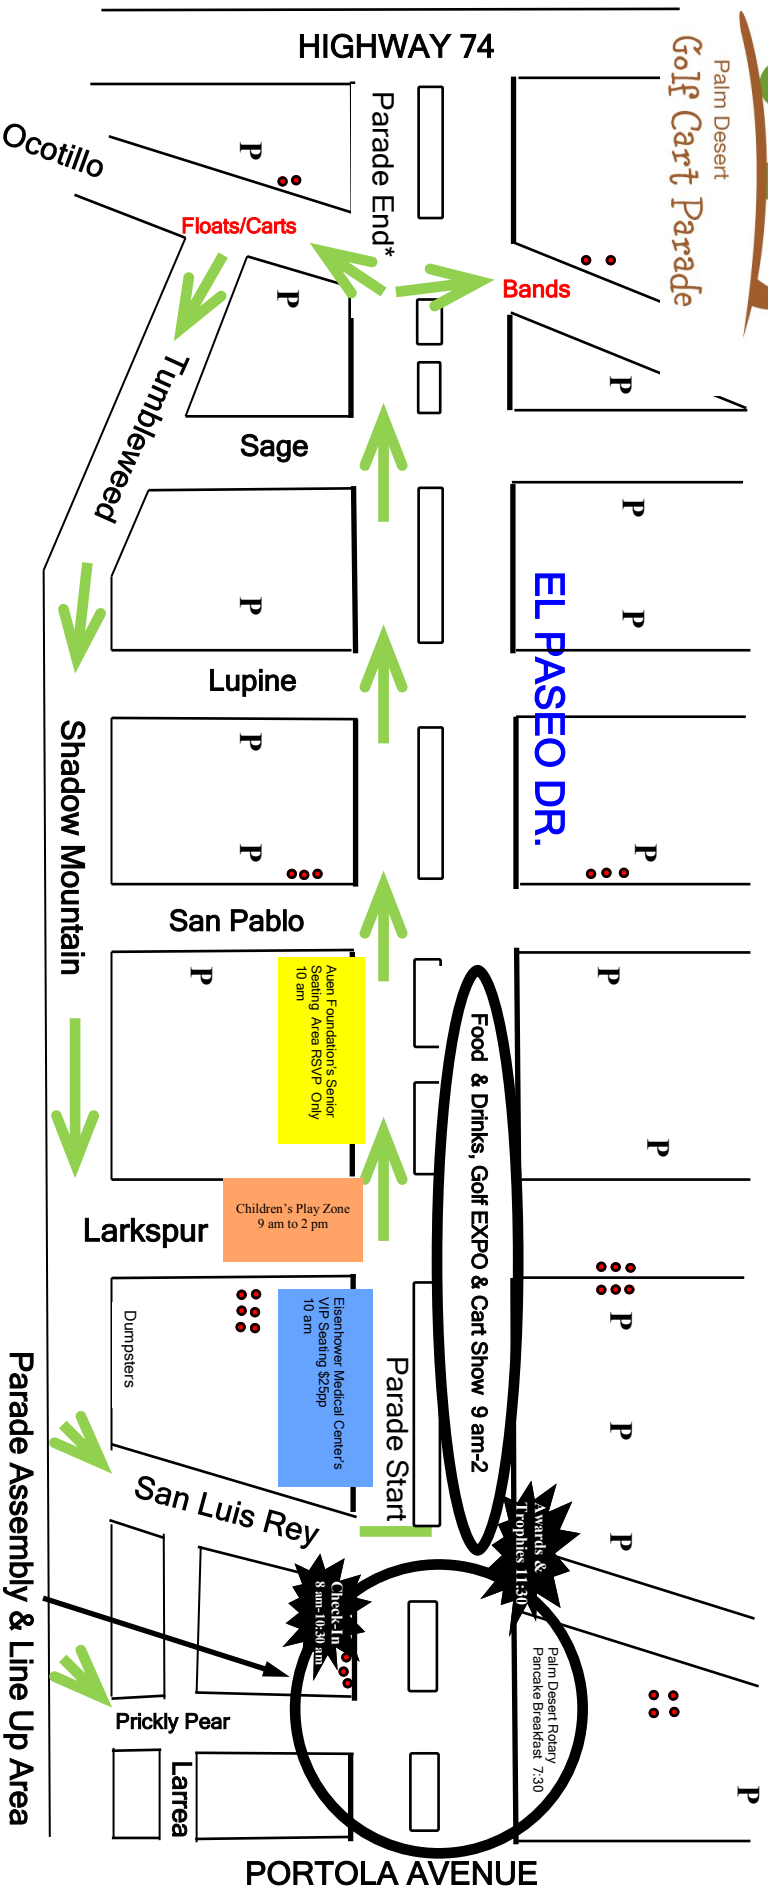 HIGHWAY 74
Palm Desert
Golf Cart Parade
Ocotillo
P
Parade End*
Floats/Carts
Bands
P
P
Tumbleweed
Sage
P
P
P
EL PASEO DR.
Lupine
Shadow Mountain
P
P
P
San Pablo
P
P
Auen Foundation's Senior
Seating Area RSVP Only
10 am
Food & Drinks, Golf EXPO & Cart Show 9 am-2
P
Larkspur
Children's Play Zone
9 am to 2 pm
Dumpsters
Eisenhower Medical Center's
VIP Seating $25pp
10 am
P
P
P
Parade Start
San Luis Rey
Awards &
Trophies 11:30
Check-In
8 am-10:30 am
Parade Assembly & Line Up Area
Palm Desert Rotary
Pancake Breakfast 7:30
Prickly Pear
Larrea
P
PORTOLA AVENUE